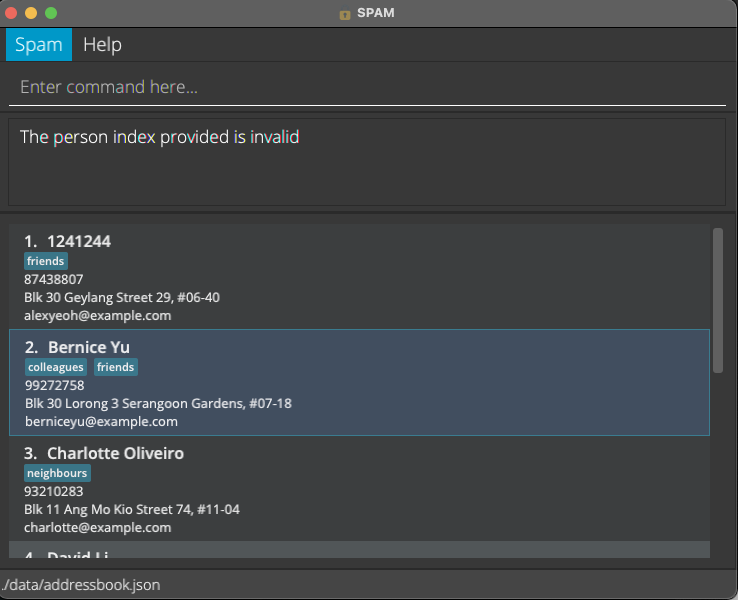 SPAM
Spam Help
Enter command here...
The person index provided is invalid
1. 1241244
friends
87438807
Blk 30 Geylang Street 29, #06-40
alexyeoh@example.com
2. Bernice Yu
colleagues friends
99272758
Blk 30 Lorong 3 Serangoon Gardens, #07-18
berniceyu@example.com
3. Charlotte Oliveiro
neighbours
93210283
Blk 11 Ang Mo Kio Street 74, #11-04
charlotte@example.com
4. David Li
./data/addressbook.json